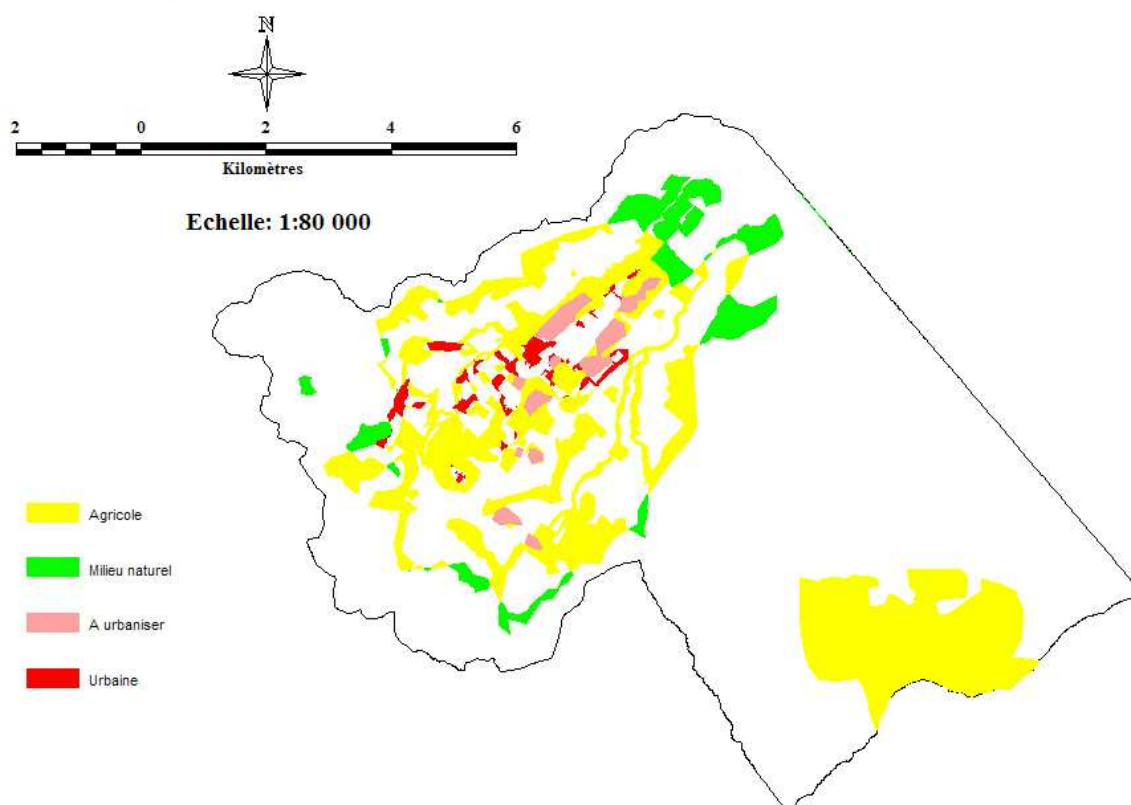 N
2 0 2 4 6
Kilomètres
Echelle: 1:80 000
Agricole
Milieu naturel
A urbaniser
Urbaine